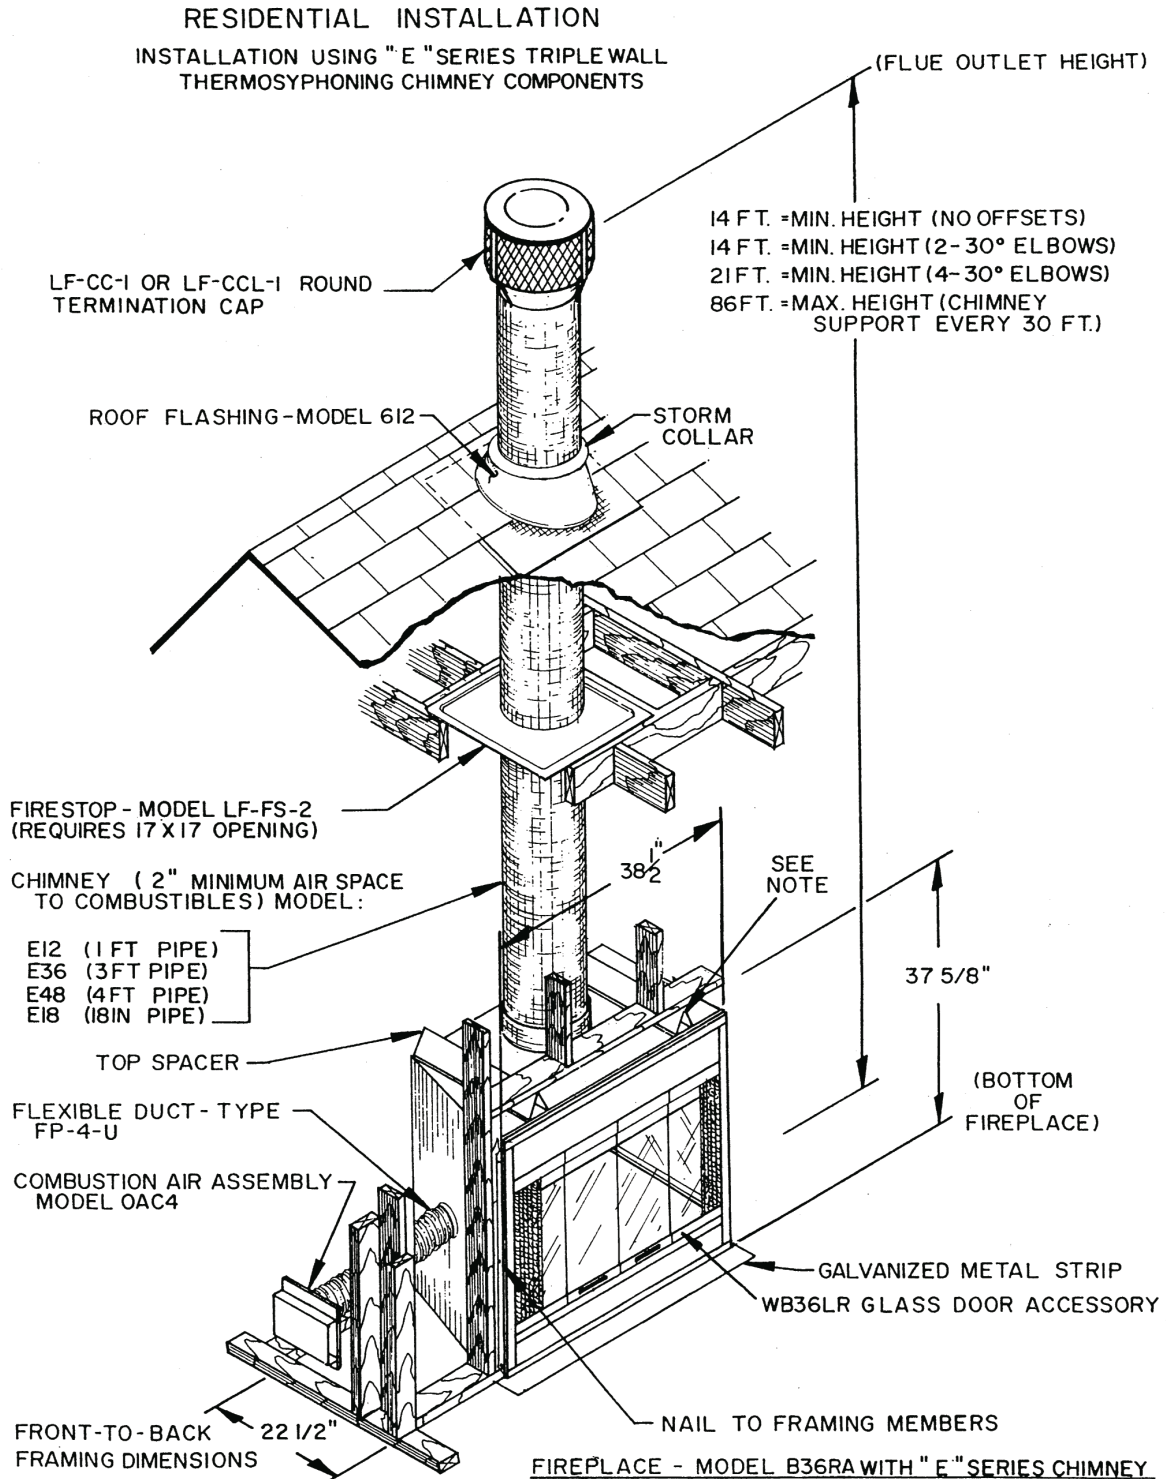 RESIDENTIAL INSTALLATION
INSTALLATION USING "E" SERIES TRIPLE WALL
THERMOSYPHONING CHIMNEY COMPONENTS
(FLUE OUTLET HEIGHT)
14 FT. = MIN. HEIGHT (NO OFFSETS)
14 FT. = MIN. HEIGHT (2-30° ELBOWS)
21 FT. = MIN. HEIGHT (4-30° ELBOWS)
86 FT. = MAX. HEIGHT (CHIMNEY
SUPPORT EVERY 30 FT.)
LF-CC-1 OR LF-CCL-1 ROUND
TERMINATION CAP
ROOF FLASHING-MODEL 612
STORM
COLLAR
FIRESTOP - MODEL LF-FS-2
(REQUIRES 17 X 17 OPENING)
38 1/2"
SEE
NOTE
CHIMNEY (2" MINIMUM AIR SPACE
TO COMBUSTIBLES) MODEL:
E12 (1 FT PIPE)
E36 (3 FT PIPE)
E48 (4 FT PIPE)
E18 (18 IN PIPE)
37 5/8"
TOP SPACER
(BOTTOM
OF
FIREPLACE)
FLEXIBLE DUCT - TYPE
FP-4-U
COMBUSTION AIR ASSEMBLY
MODEL OAC4
GALVANIZED METAL STRIP
WB36LR GLASS DOOR ACCESSORY
NAIL TO FRAMING MEMBERS
22 1/2"
FRONT-TO-BACK
FRAMING DIMENSIONS
FIREPLACE - MODEL B36RA WITH "E" SERIES CHIMNEY